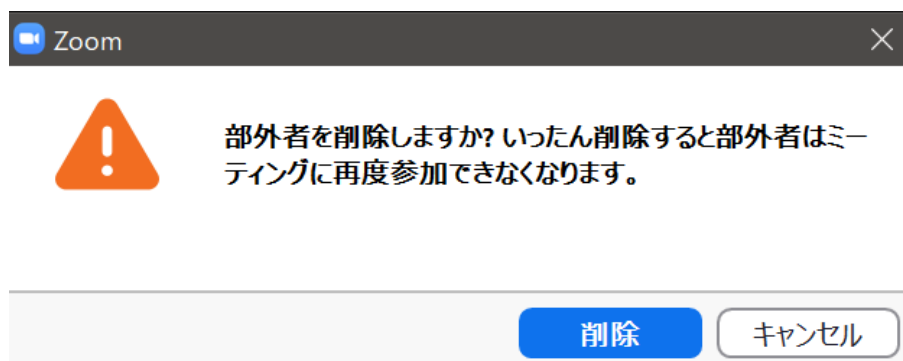 Zoom
部外者を削除しますか? いったん削除すると部外者はミー
ティングに再度参加できなくなります。
削除
キャンセル